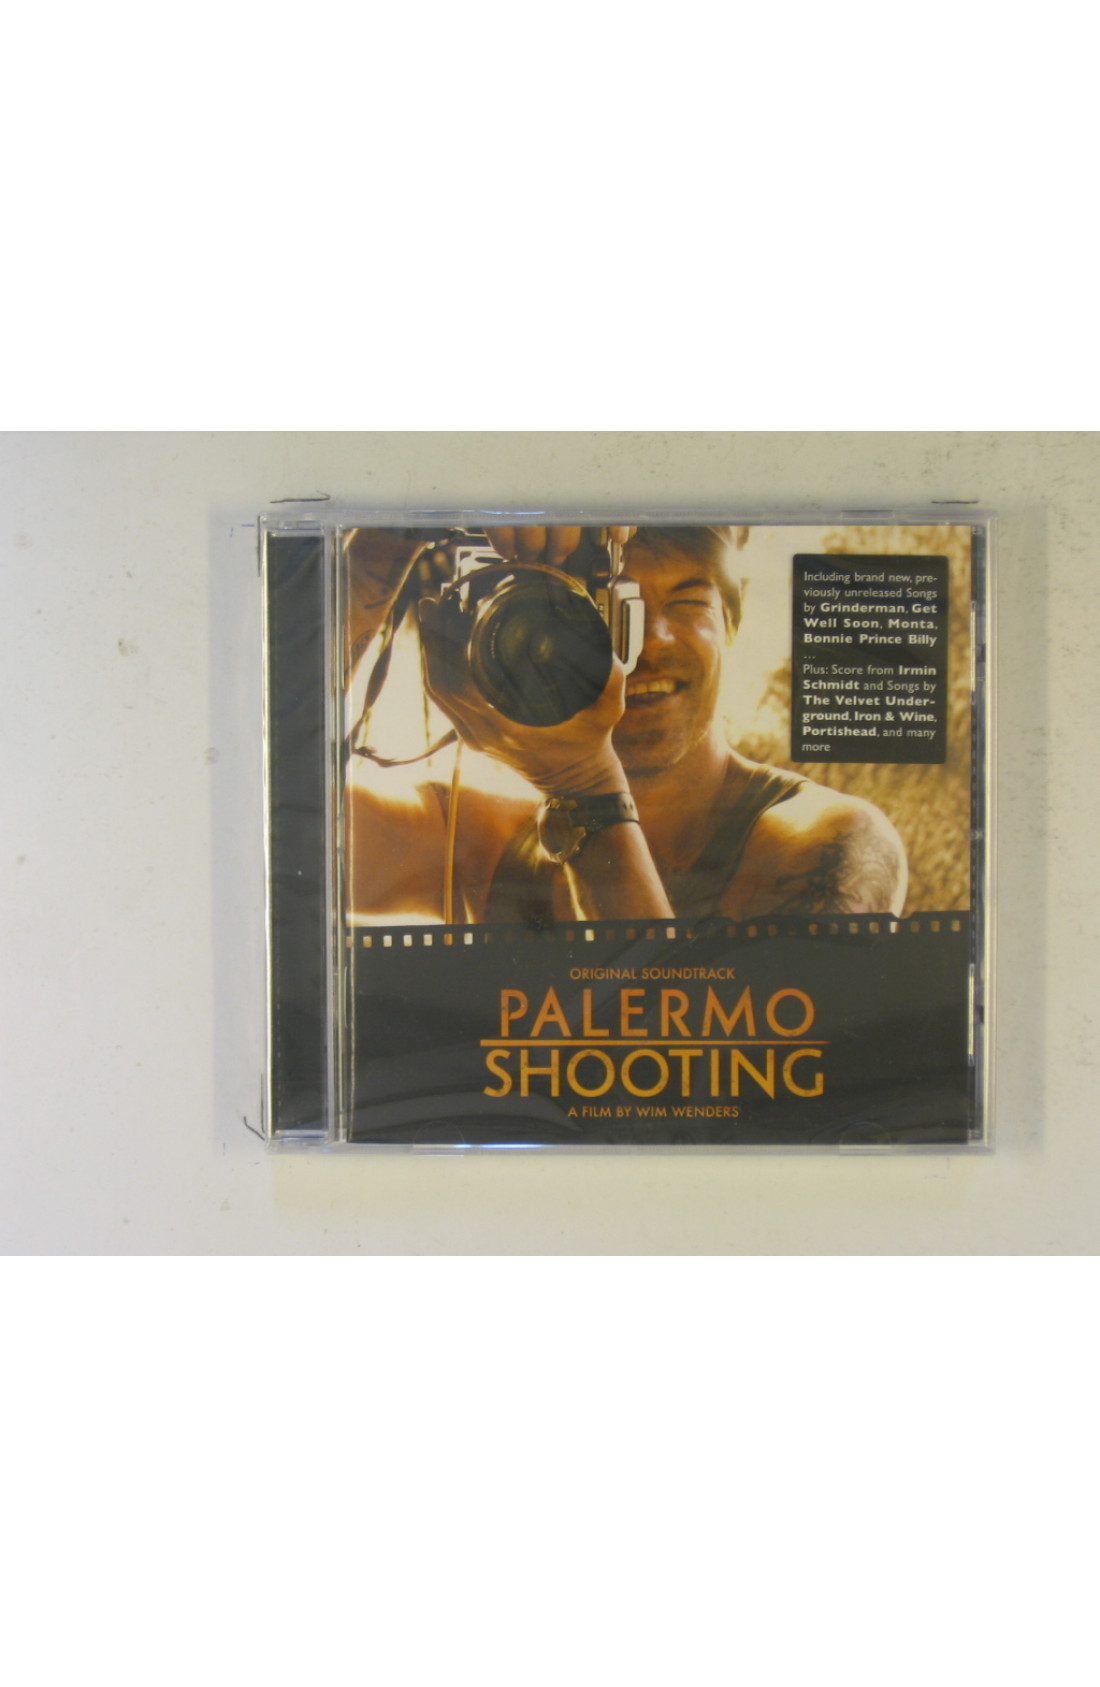 Including brand new, pre-
viously unreleased Songs
by Grinderman, Get
Well Soon, Monta,
Bonnie Prince Billy
...
Plus: Score from Irmin
Schmidt and Songs by
The Velvet Under-
ground, Iron & Wine,
Portishead, and many
more
ORIGINAL SOUNDTRACK
PALERMO
SHOOTING
A FILM BY WIM WENDERS